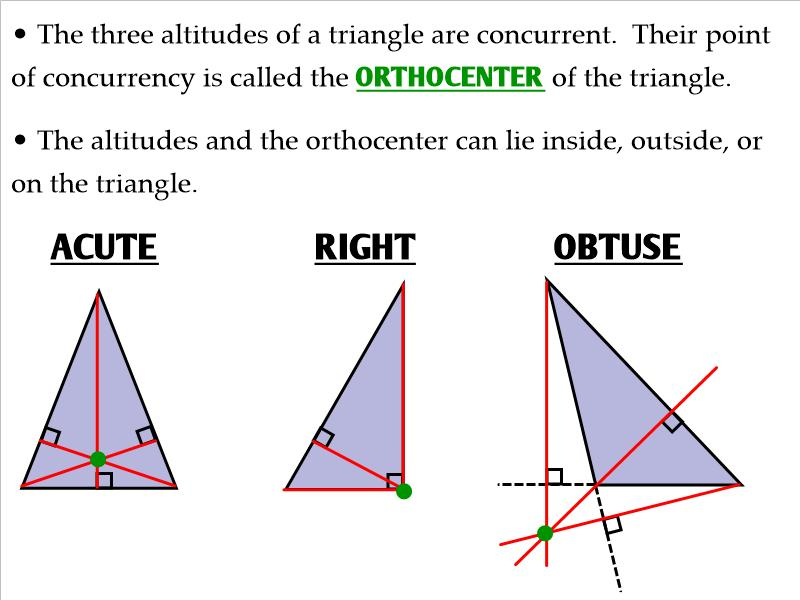 • The three altitudes of a triangle are concurrent. Their point
of concurrency is called the ORTHOCENTER of the triangle.
• The altitudes and the orthocenter can lie inside, outside, or
on the triangle.
ACUTE RIGHT OBTUSE